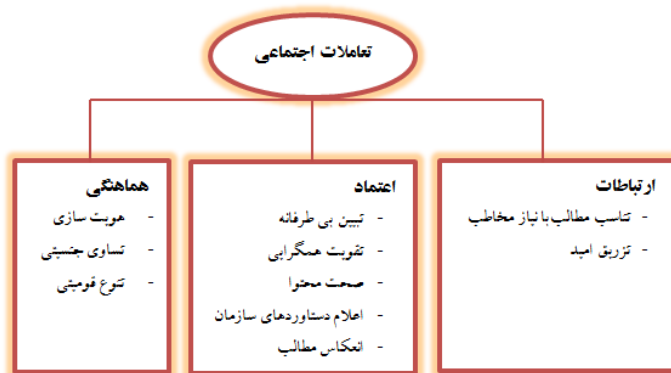 تعاملات اجتماعی
ارتباطات
- تناسب مطالب با نیاز مخاطب
- تزریق امید
اعتماد
- تبیین بی طرفانه
- تقویت همگرایی
- صحت محتوا
- اعلام دستاوردهای سازمان
- انعکاس مطالب
هماهنگی
- هویت سازی
- تساوی جنسیتی
- تنوع قومیتی